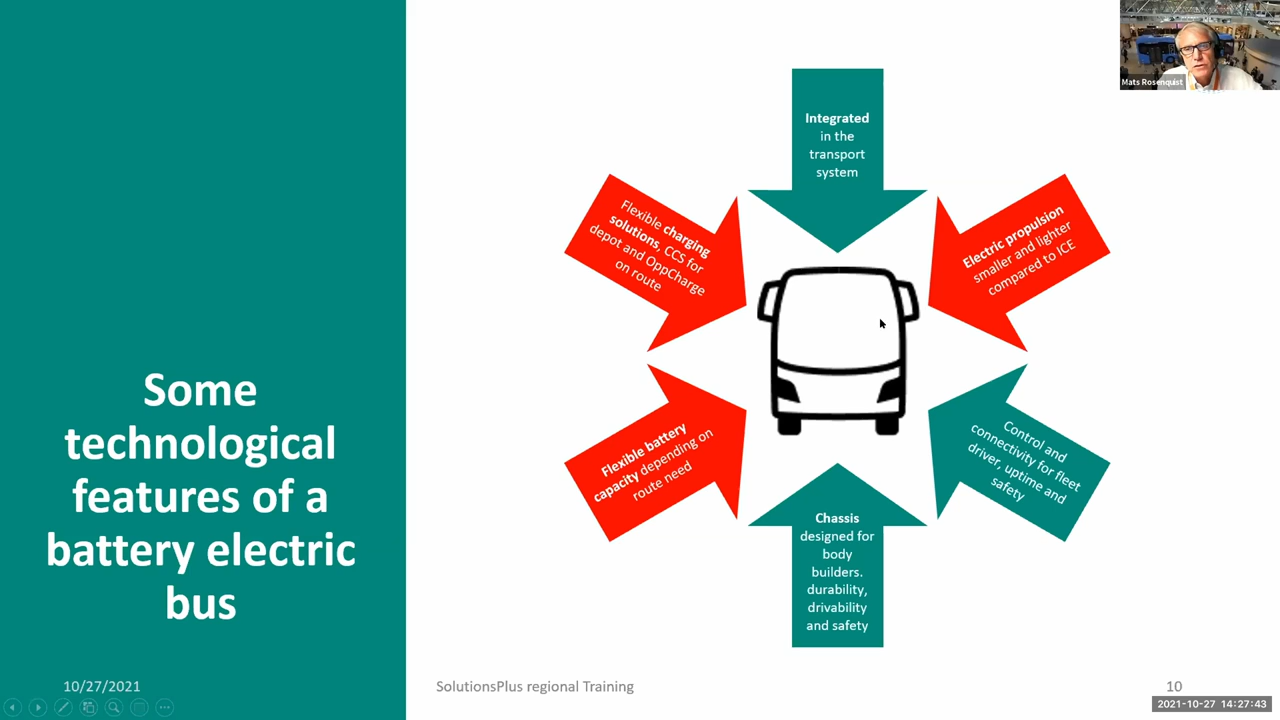 Some
technological
features of a
battery electric
bus
Integrated
in the
transport
system
Flexible charging
solutions, CCS for
depot and OppCharge
on route
Electric propulsion
smaller and lighter
compared to ICE
Flexible battery
capacity depending on
route need
Control and
connectivity for fleet
driver, uptime and
safety
Chassis
designed for
body
builders.
durability,
drivability
and safety
Mats Rosenquist
10/27/2021
SolutionsPlus regional Training
10
2021-10-27 14:27:43